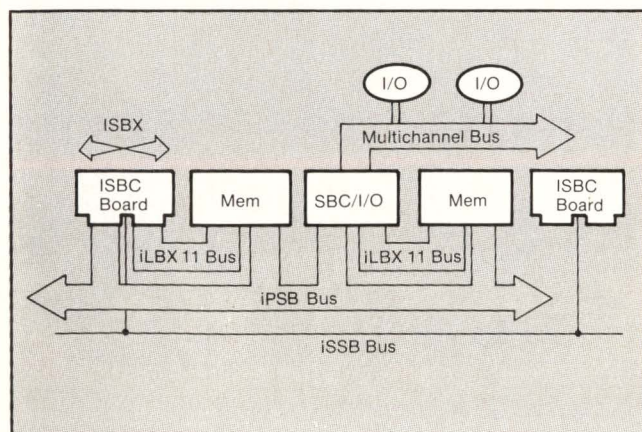 I/O
I/O
ISBX
Multichannel Bus
ISBC
Board
Mem
SBC/I/O
Mem
ISBC
Board
iLBX 11 Bus
iLBX 11 Bus
iPSB Bus
iSSB Bus